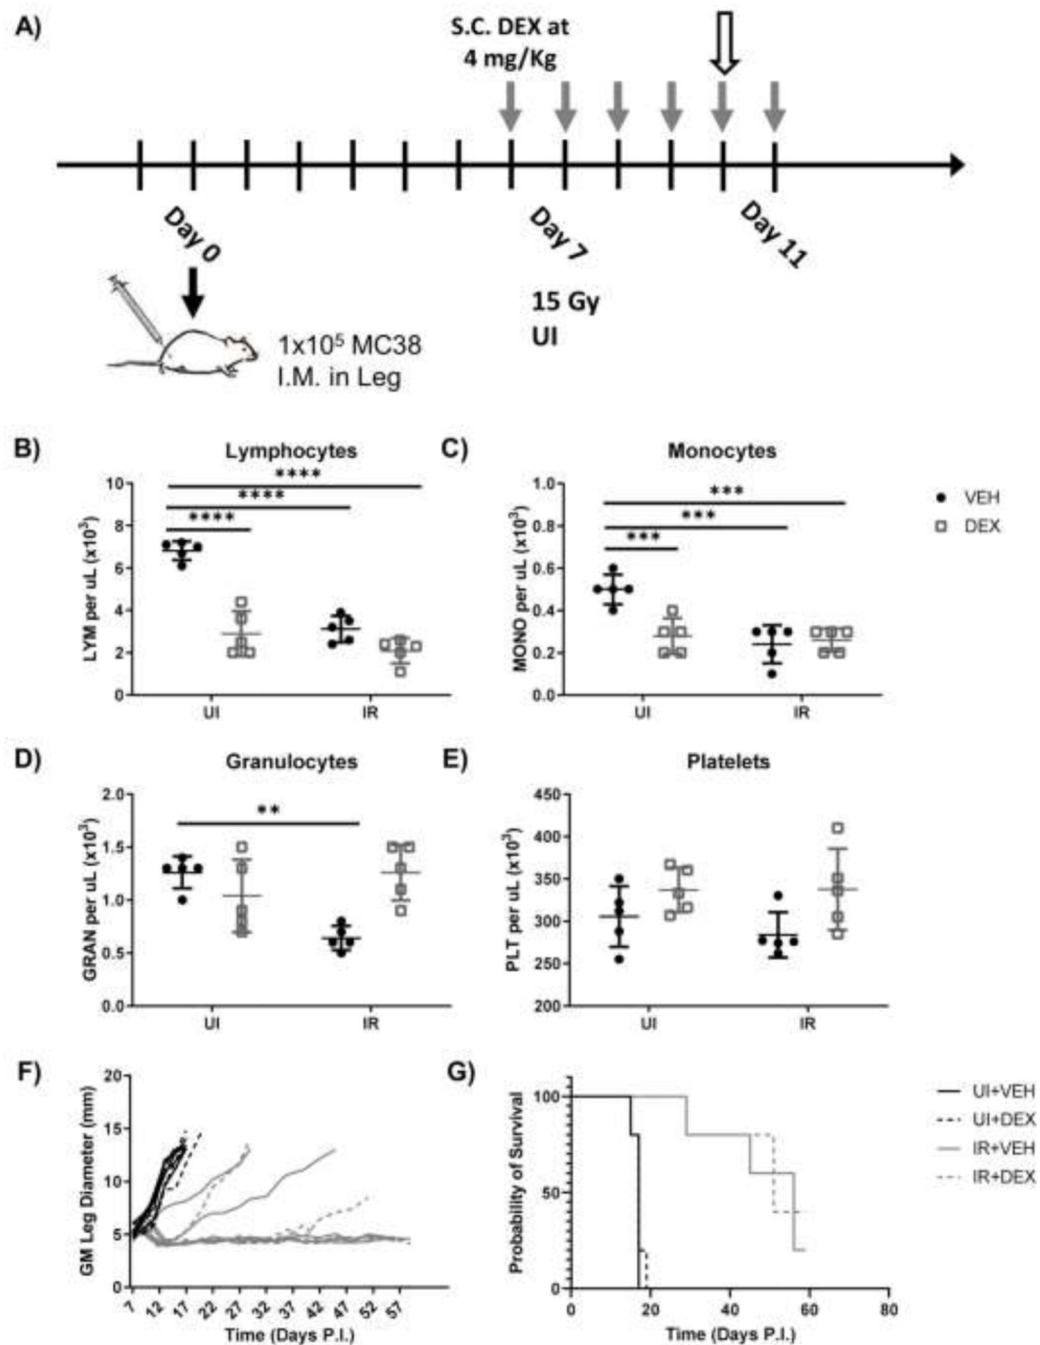 A)
S.C. DEX at
4 mg/Kg
Day 0
Day 7
Day 11
15 Gy
UI
1x10⁵ MC38
I.M. in Leg
B)
Lymphocytes
****
****
****
LYM per uL (x10³)
10
8
6
4
2
0
UI
IR
C)
Monocytes
***
***
***
MONO per uL (x10³)
1.0
0.8
0.6
0.4
0.2
0.0
UI
IR
VEH
DEX
D)
Granulocytes
**
GRAN per uL (x10³)
2.0
1.5
1.0
0.5
0.0
UI
IR
E)
Platelets
PLT per uL (x10³)
450
400
350
300
250
200
UI
IR
F)
GM Leg Diameter (mm)
20
15
10
5
0
7 12 17 22 27 32 37 42 47 52 57
Time (Days P.I.)
G)
Probability of Survival
100
50
0
0 20 40 60 80
Time (Days P.I.)
UI+VEH
UI+DEX
IR+VEH
IR+DEX